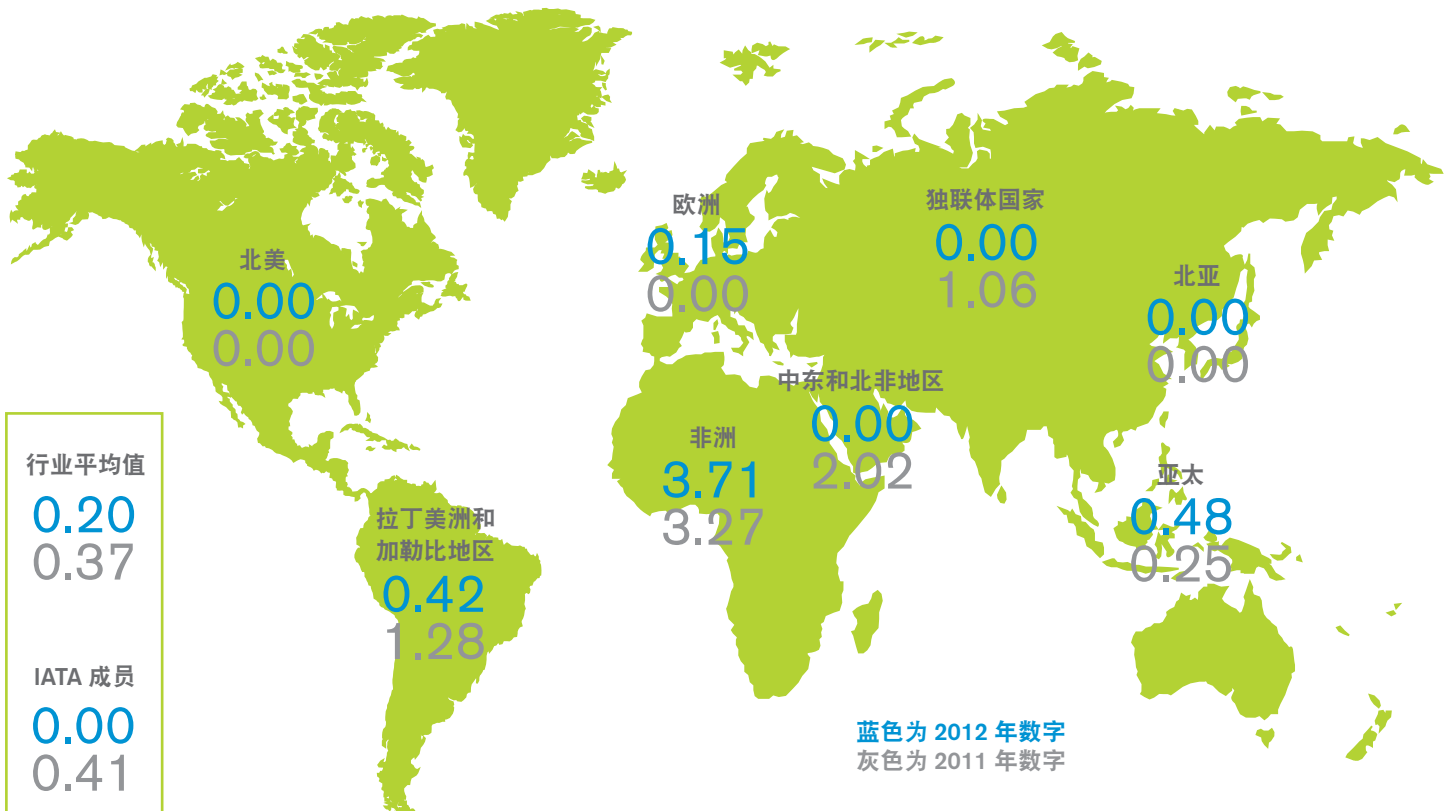 欧洲
0.15
0.00
独联体国家
0.00
1.06
北美
0.00
0.00
北亚
0.00
0.00
中东和北非地区
0.00
2.02
非洲
3.71
3.27
亚太
0.48
0.25
拉丁美洲和
加勒比地区
0.42
1.28
行业平均值
0.20
0.37
IATA 成员
0.00
0.41
蓝色为 2012 年数字
灰色为 2011 年数字